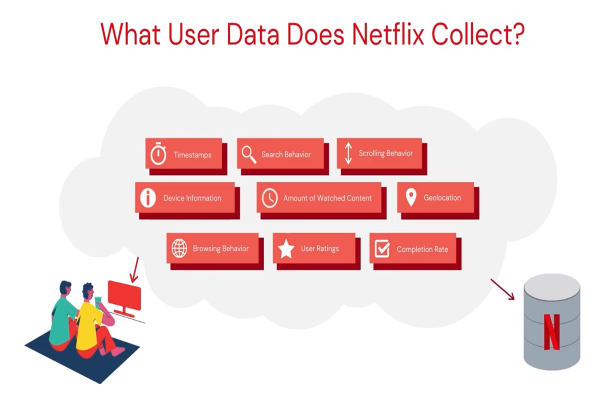 What User Data Does Netflix Collect?
Timestamps
Search Behavior
Scrolling Behavior
Device Information
Amount of Watched Content
Geolocation
Browsing Behavior
User Ratings
Completion Rate
N